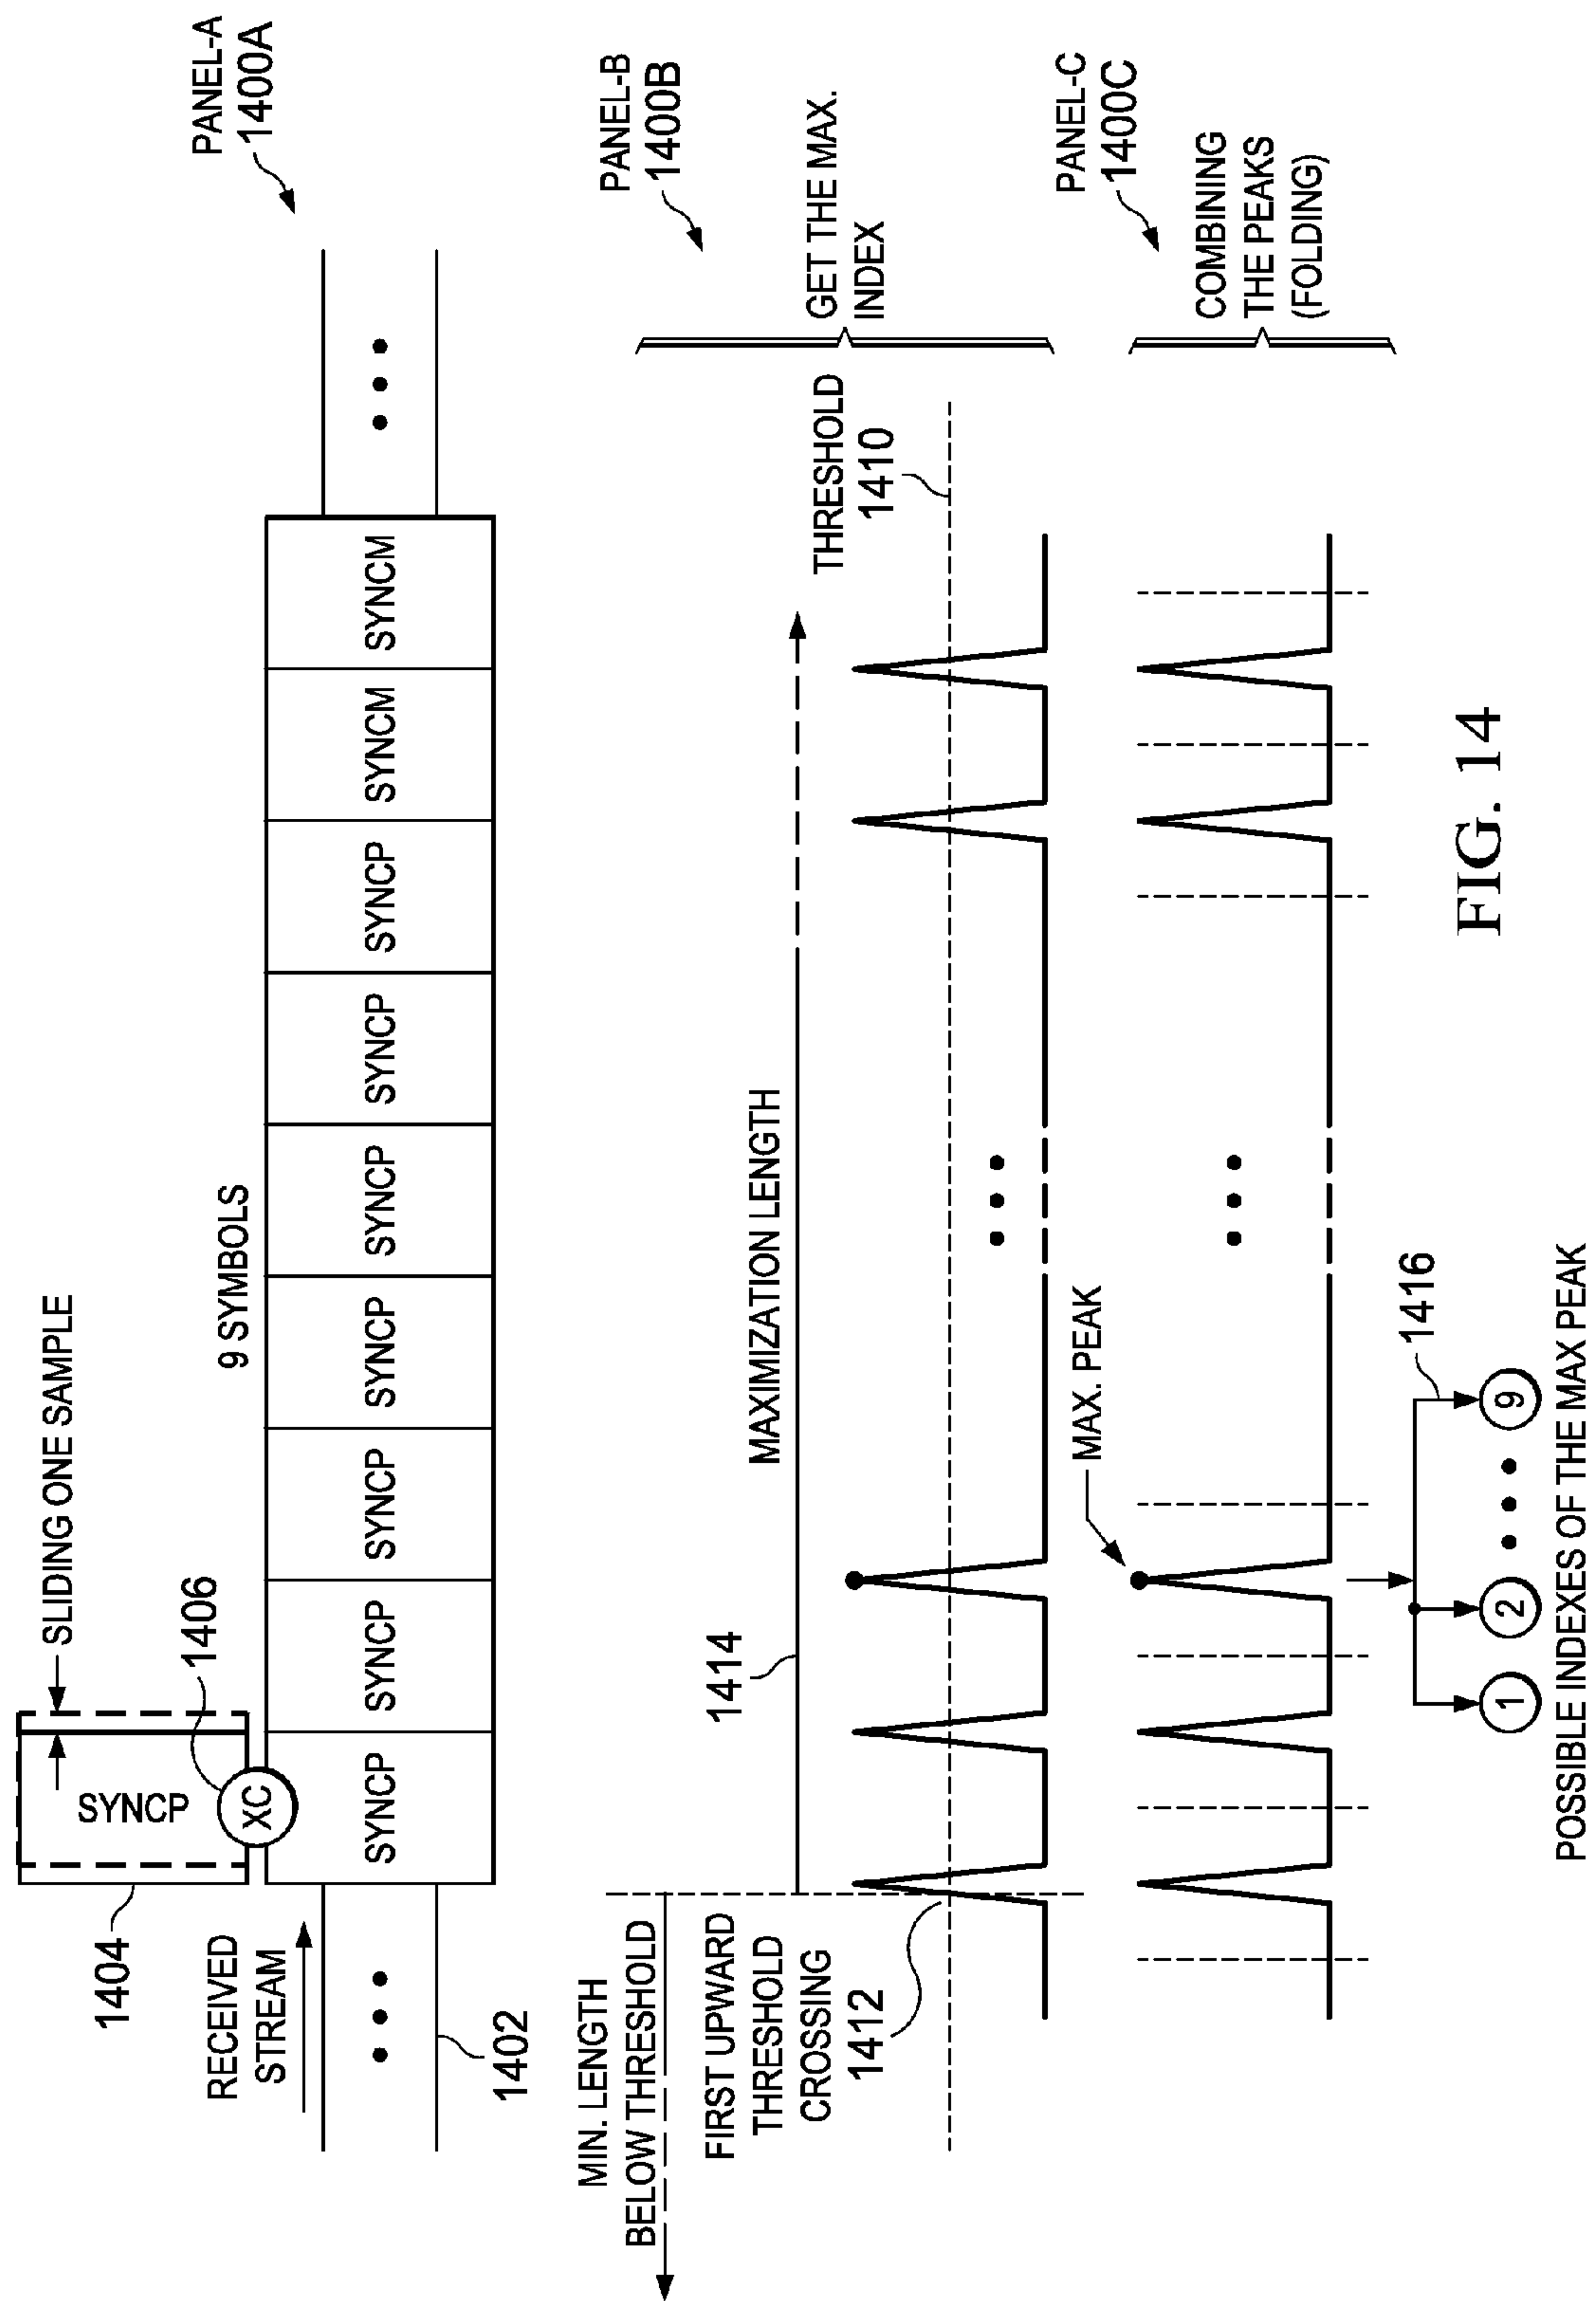 SLIDING ONE SAMPLE
1404
SYNCP
1406
XC
9 SYMBOLS
PANEL-A
1400A
RECEIVED
STREAM
SYNCP
SYNCP
SYNCP
SYNCP
SYNCP
SYNCP
SYNCP
SYNCM
SYNCM
1402
PANEL-B
1400B
MIN. LENGTH
BELOW THRESHOLD
1414
MAXIMIZATION LENGTH
THRESHOLD
1410
GET THE MAX.
INDEX
FIRST UPWARD
THRESHOLD
CROSSING
1412
PANEL-C
1400C
MAX. PEAK
COMBINING
THE PEAKS
(FOLDING)
1416
1
2
9
POSSIBLE INDEXES OF THE MAX PEAK
FIG. 14